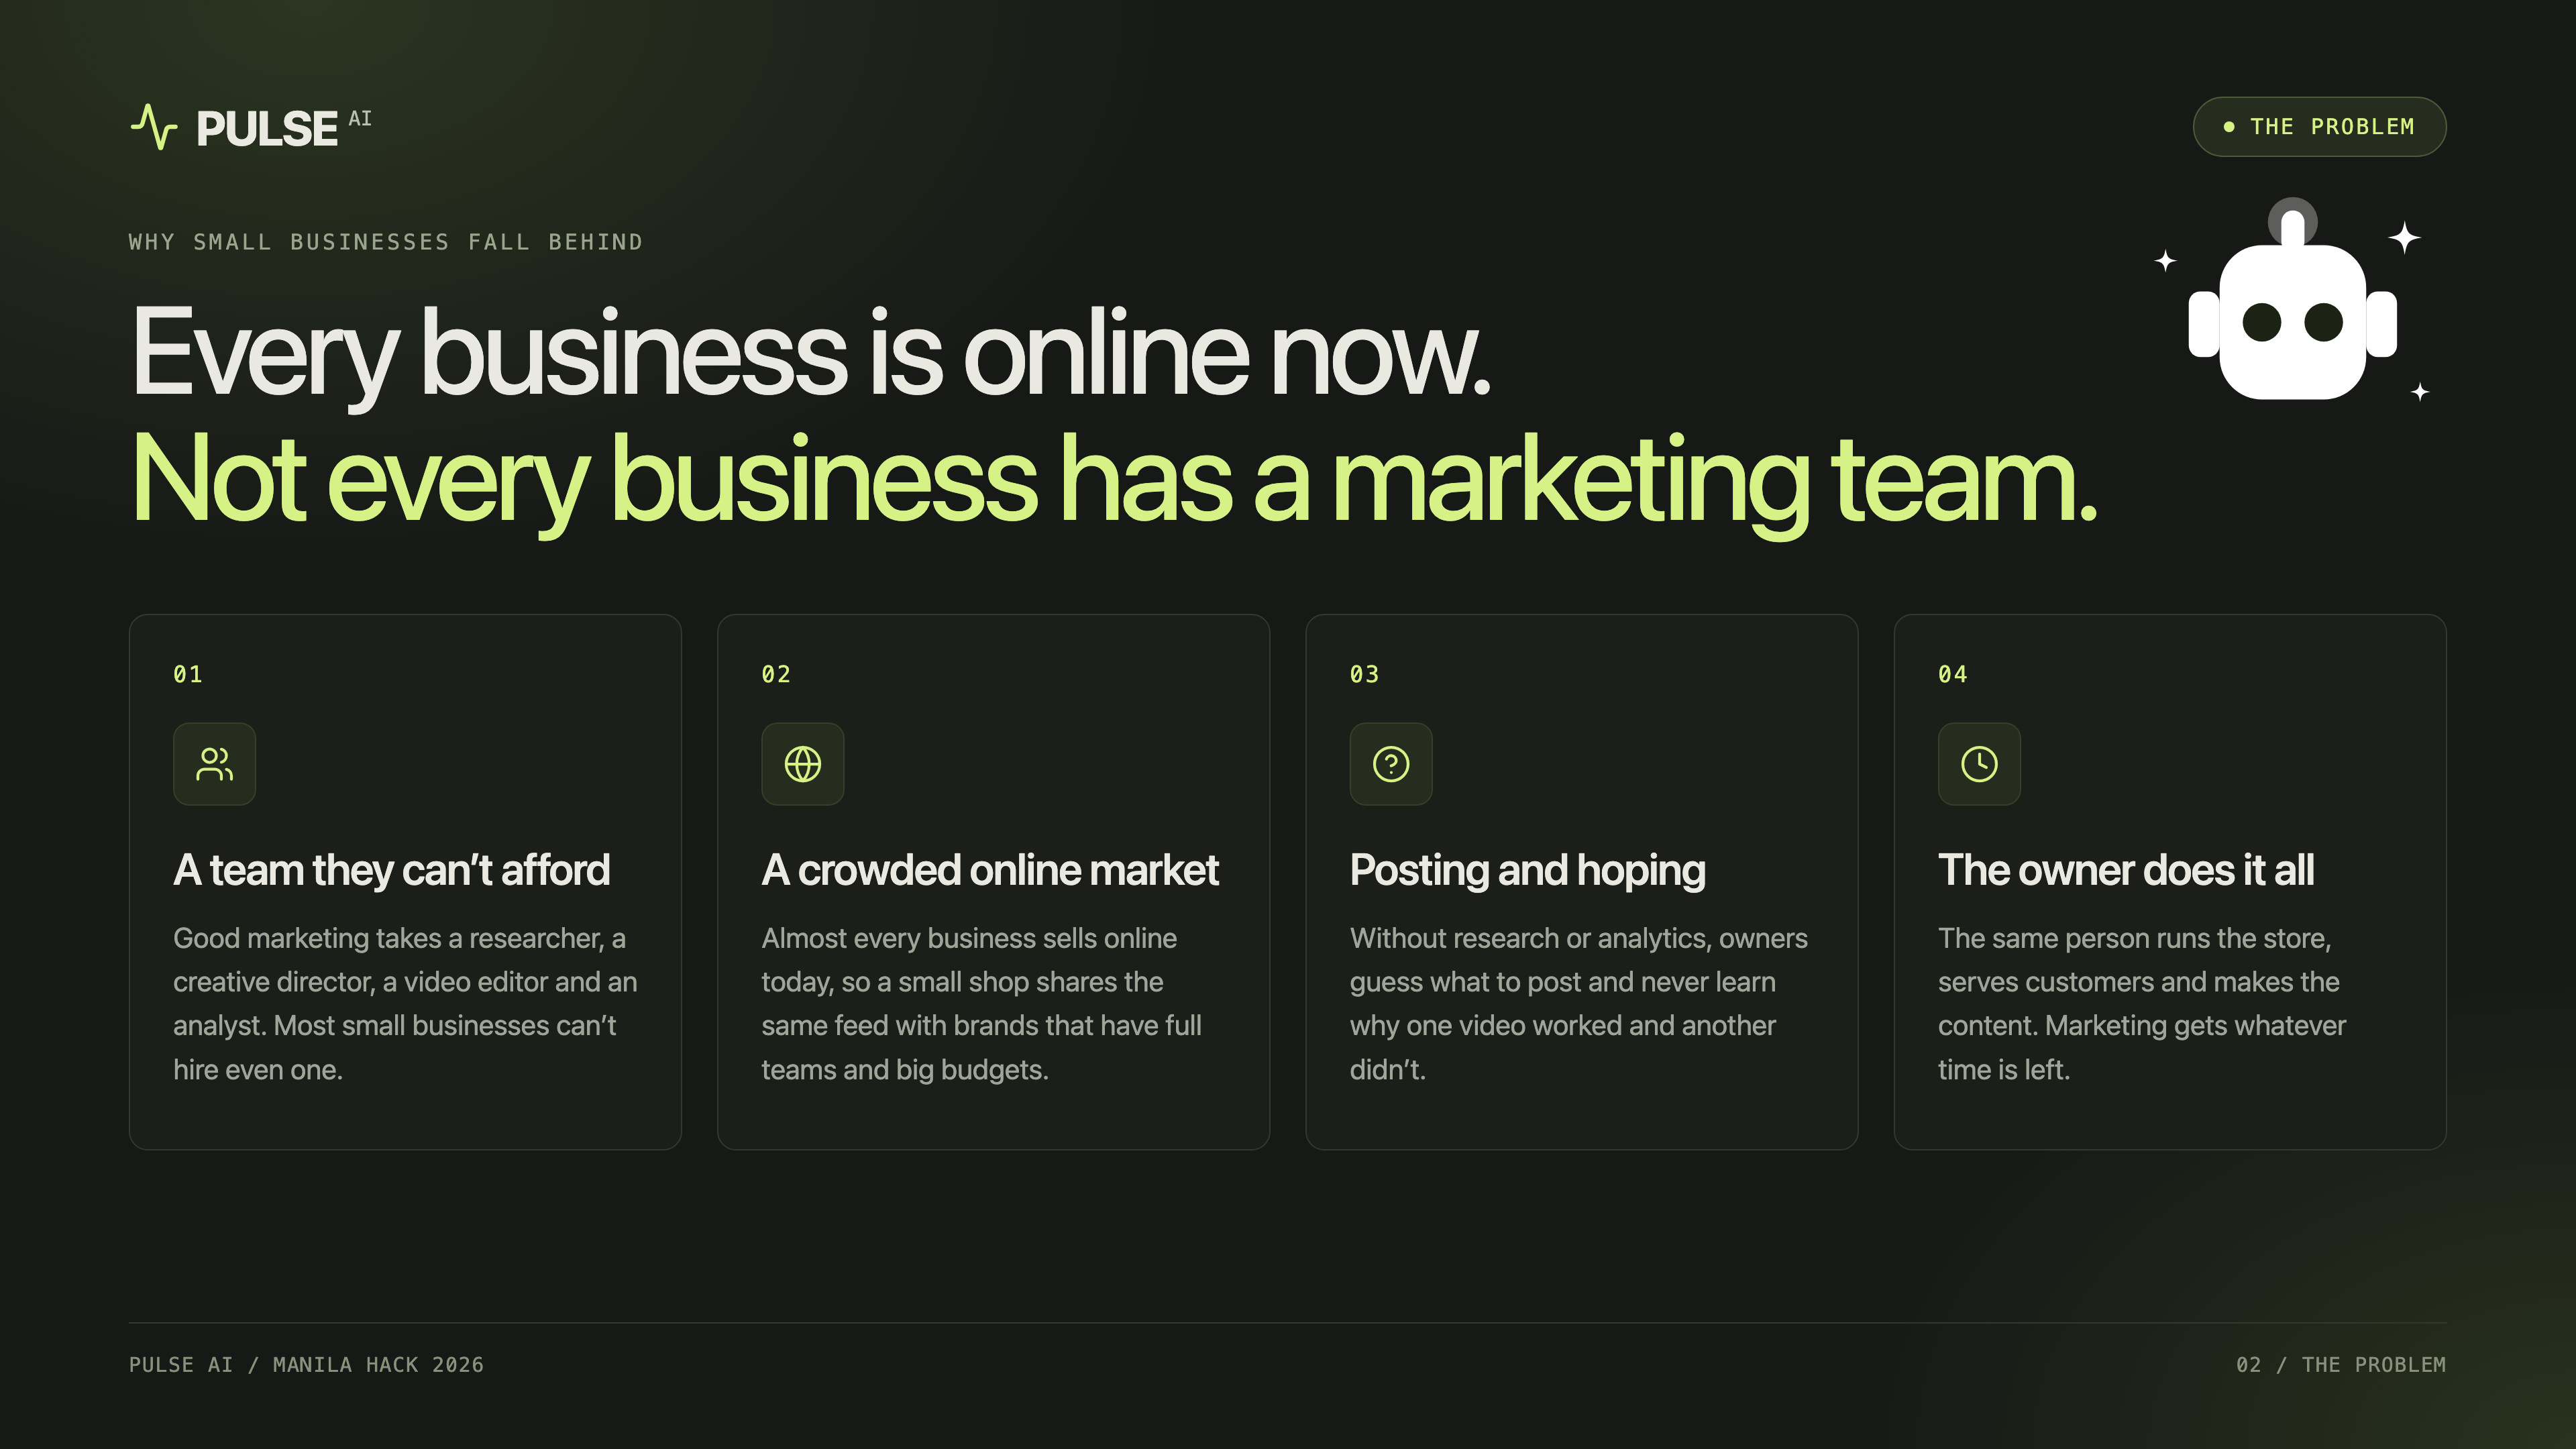 PULSE AI
THE PROBLEM
WHY SMALL BUSINESSES FALL BEHIND
Every business is online now.
Not every business has a marketing team.
01
A team they can’t afford
Good marketing takes a researcher, a
creative director, a video editor and an
analyst. Most small businesses can’t
hire even one.
02
A crowded online market
Almost every business sells online
today, so a small shop shares the
same feed with brands that have full
teams and big budgets.
03
Posting and hoping
Without research or analytics, owners
guess what to post and never learn
why one video worked and another
didn’t.
04
The owner does it all
The same person runs the store,
serves customers and makes the
content. Marketing gets whatever
time is left.
PULSE AI / MANILA HACK 2026
02 / THE PROBLEM